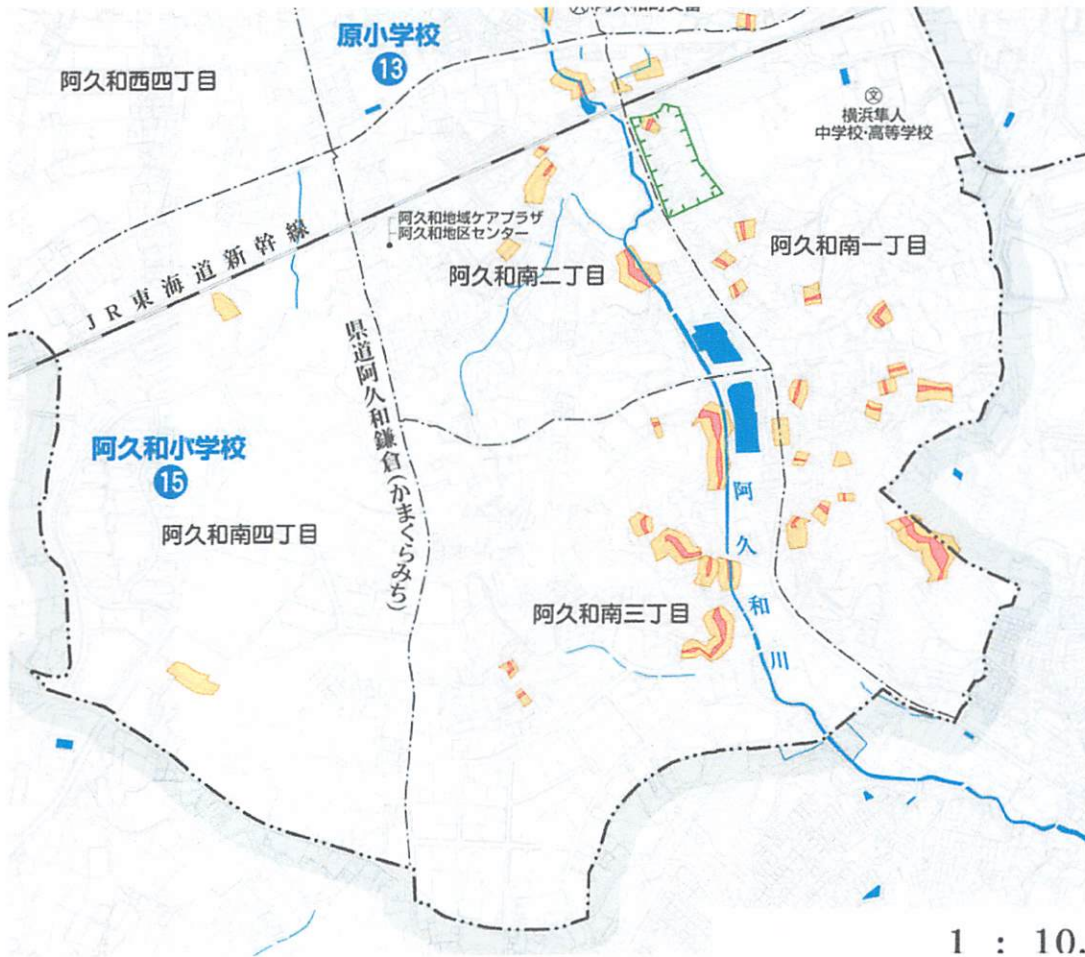 原小学校
13
阿久和西四丁目
文
横浜隼人
中学校・高等学校
阿久和地域ケアプラザ
阿久和地区センター
阿久和南一丁目
阿久和南二丁目
JR東海道新幹線
県道阿久和鎌倉(かまくらみち)
阿久和小学校
15
阿久和南四丁目
阿久和川
阿久和南三丁目
1 : 10.